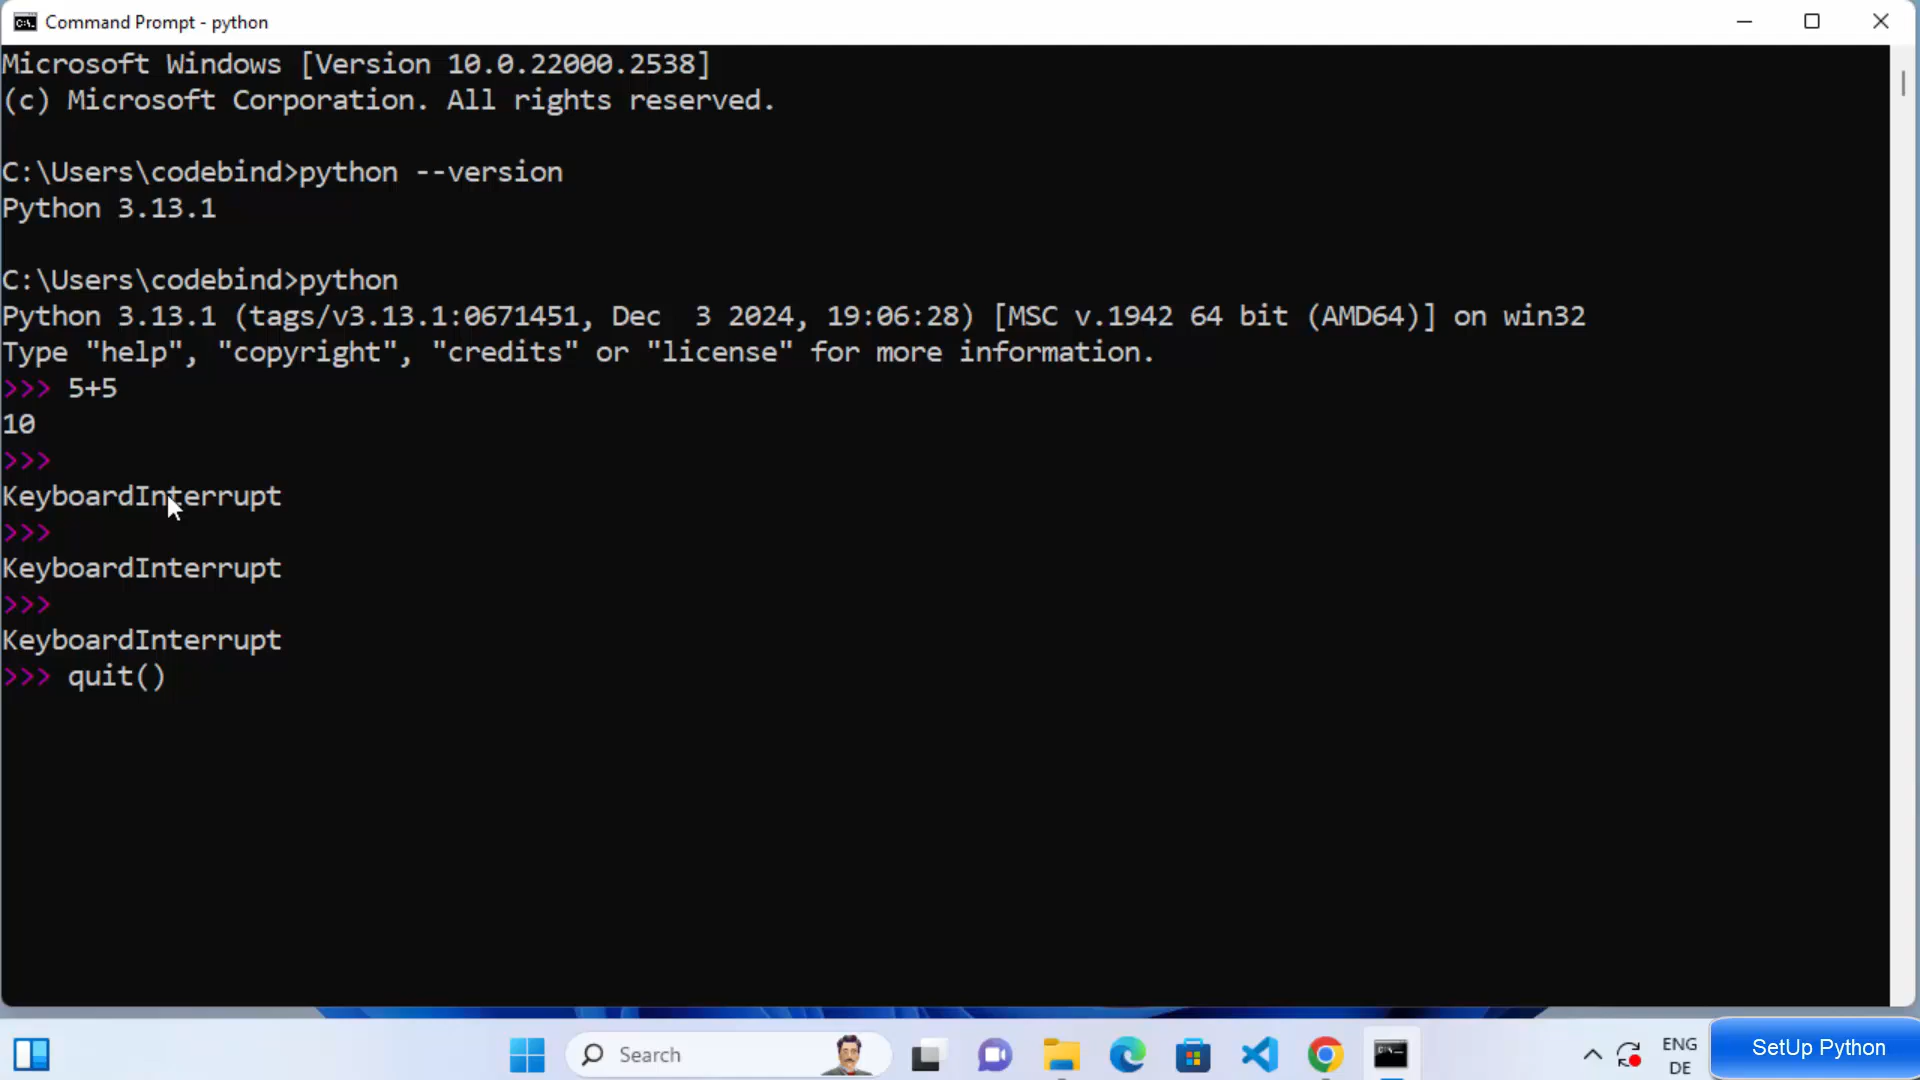 Command Prompt - python
Microsoft Windows [Version 10.0.22000.2538]
(c) Microsoft Corporation. All rights reserved.
C:\Users\codebind>python --version
Python 3.13.1
C:\Users\codebind>python
Python 3.13.1 (tags/v3.13.1:0671451, Dec  3 2024, 19:06:28) [MSC v.1942 64 bit (AMD64)] on win32
Type "help", "copyright", "credits" or "license" for more information.
>>> 5+5
10
>>>
KeyboardInterrupt
>>>
KeyboardInterrupt
>>>
KeyboardInterrupt
>>> quit()
Search
ENG
DE
SetUp Python